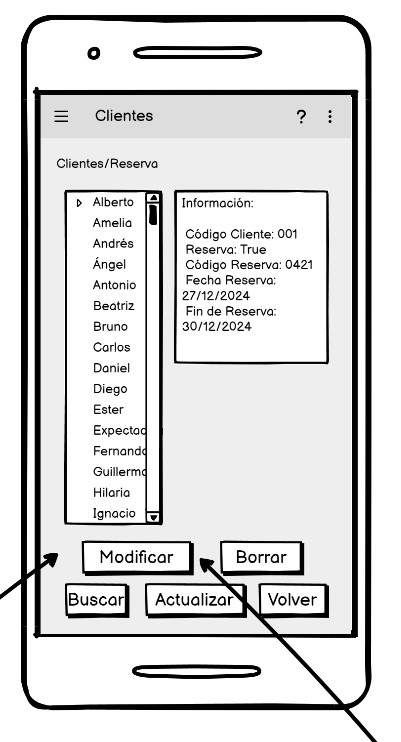 Clientes
?
Clientes/Reserva
Alberto
Amelia
Andrés
Ángel
Antonio
Beatriz
Bruno
Carlos
Daniel
Diego
Ester
Expectac
Fernando
Guillermo
Hilaria
Ignacio
Información:
Código Cliente: 001
Reserva: True
Código Reserva: 0421
Fecha Reserva:
27/12/2024
Fin de Reserva:
30/12/2024
Modificar
Borrar
Buscar
Actualizar
Volver